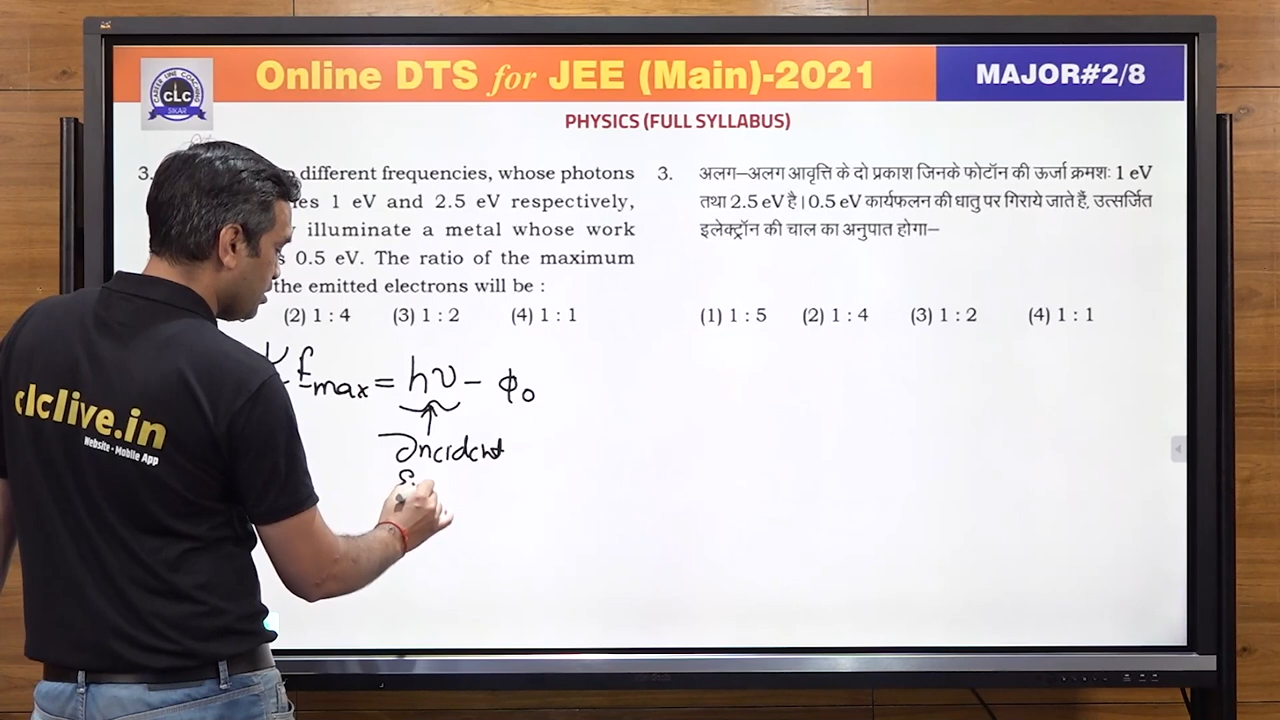 Online DTS for JEE (Main)-2021
MAJOR#2/8
CAREER LINE COACHING
CLC
SIKAR
PHYSICS (FULL SYLLABUS)
3.
different frequencies, whose photons
1 eV and 2.5 eV respectively,
illuminate a metal whose work
0.5 eV. The ratio of the maximum
the emitted electrons will be :
(2) 1 : 4 (3) 1 : 2 (4) 1 : 1
3. अलग–अलग आवृत्ति के दो प्रकाश जिनके फोटॉन की ऊर्जा क्रमशः 1 eV
तथा 2.5 eV है। 0.5 eV कार्यफलन की धातु पर गिराये जाते हैं, उत्सर्जित
इलेक्ट्रॉन की चाल का अनुपात होगा–
(1) 1 : 5 (2) 1 : 4 (3) 1 : 2 (4) 1 : 1
max = hν – ϕ0
Incident
clclive.in
Website - Mobile App